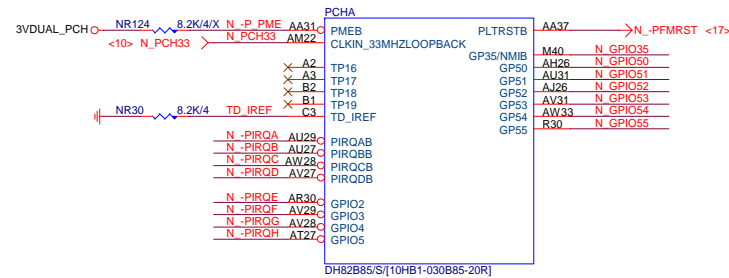 PCHA
3VDUAL_PCH NR124 8.2K/4/X N_-P_PME AA31 PMEB PLTRSTB AA37 N_-PFMRST <17>
<10> N_PCH33 N_PCH33 AM22 CLKIN_33MHZLOOPBACK
GP35/NMIB M40 N_GPIO35
A2 TP16 GP50 AH26 N_GPIO50
A3 TP17 GP51 AU31 N_GPIO51
B2 TP18 GP52 AJ26 N_GPIO52
B1 TP19 GP53 AV31 N_GPIO53
NR30 8.2K/4 TD_IREF C3 TD_IREF GP54 AW33 N_GPIO54
GP55 R30 N_GPIO55
N_-PIRQA AU29 PIRQAB
N_-PIRQB AU27 PIRQBB
N_-PIRQC AW28 PIRQCB
N_-PIRQD AV27 PIRQDB
N_-PIRQE AR30 GPIO2
N_-PIRQF AV29 GPIO3
N_-PIRQG AV28 GPIO4
N_-PIRQH AT27 GPIO5
DH82B85/S/[10HB1-030B85-20R]